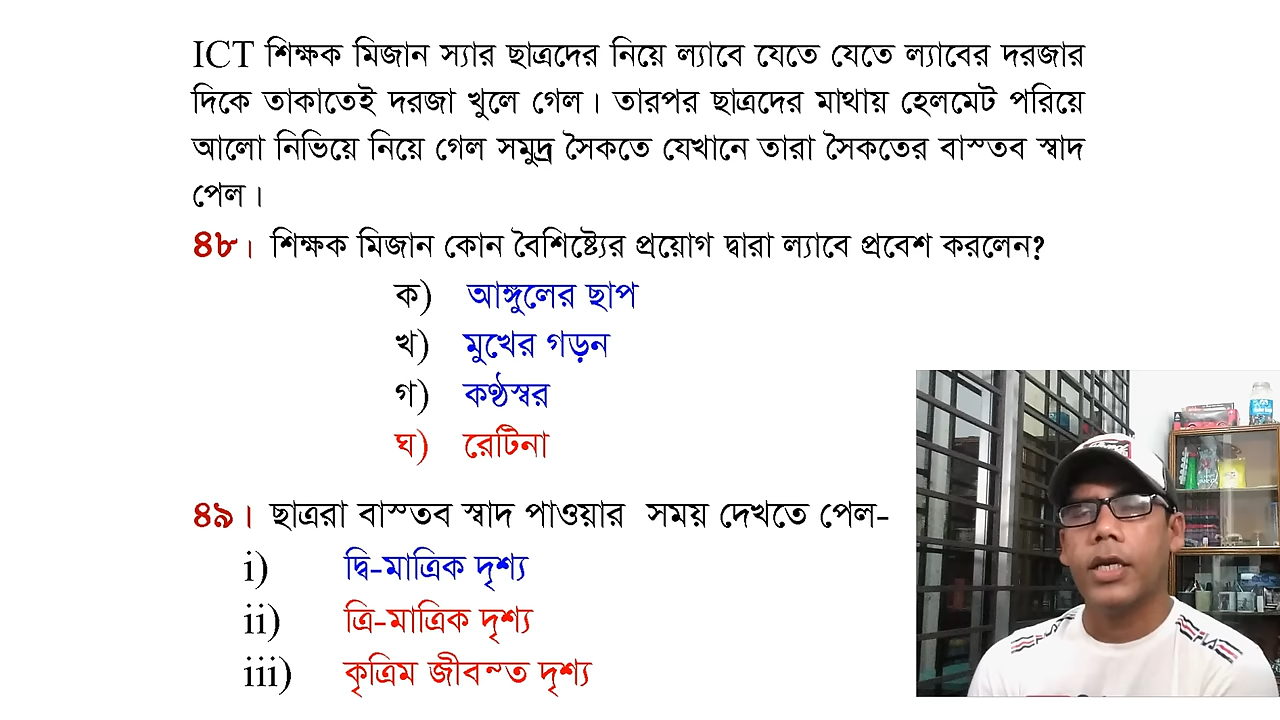 ICT শিক্ষক মিজান স্যার ছাত্রদের নিয়ে ল্যাবে যেতে যেতে ল্যাবের দরজার
দিকে তাকাতেই দরজা খুলে গেল। তারপর ছাত্রদের মাথায় হেলমেট পরিয়ে
আলো নিভিয়ে নিয়ে গেল সমুদ্র সৈকতে যেখানে তারা সৈকতের বাস্তব স্বাদ
পেল।
৪৮। শিক্ষক মিজান কোন বৈশিষ্ট্যের প্রয়োগ দ্বারা ল্যাবে প্রবেশ করলেন?
ক) আঙ্গুলের ছাপ
খ) মুখের গড়ন
গ) কণ্ঠস্বর
ঘ) রেটিনা
৪৯। ছাত্ররা বাস্তব স্বাদ পাওয়ার সময় দেখতে পেল-
i) দ্বি-মাত্রিক দৃশ্য
ii) ত্রি-মাত্রিক দৃশ্য
iii) কৃত্রিম জীবন্ত দৃশ্য